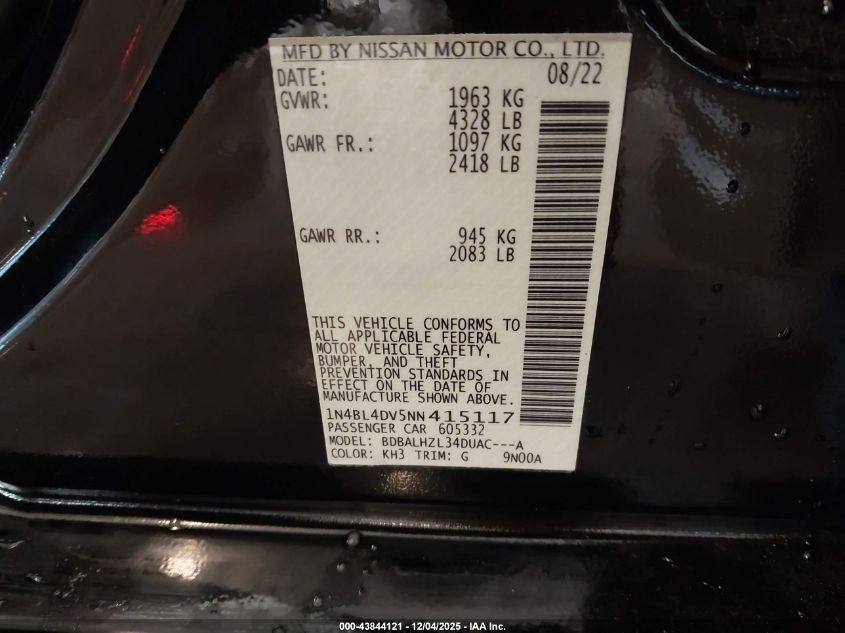 MFD BY NISSAN MOTOR CO., LTD.
DATE: 08/22
GVWR: 1963 KG
4328 LB
GAWR FR.: 1097 KG
2418 LB
GAWR RR.: 945 KG
2083 LB
THIS VEHICLE CONFORMS TO
ALL APPLICABLE FEDERAL
MOTOR VEHICLE SAFETY,
BUMPER, AND THEFT
PREVENTION STANDARDS IN
EFFECT ON THE DATE OF
MANUFACTURE SHOWN ABOVE.
1N4BL4DV5NN415117
PASSENGER CAR 605332
MODEL: BDBALHZL34DUAC---A
COLOR: KH3 TRIM: G 9N00A
000-43844121 - 12/04/2025 - IAA Inc.